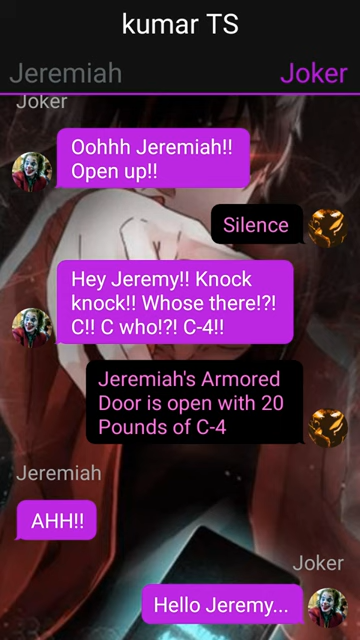 kumar TS
Jeremiah
Joker
Joker
Oohhh Jeremiah!!
Open up!!
Silence
Hey Jeremy!! Knock
knock!! Whose there!?!
C!! C who!?! C-4!!
Jeremiah's Armored
Door is open with 20
Pounds of C-4
Jeremiah
AHH!!
Joker
Hello Jeremy...